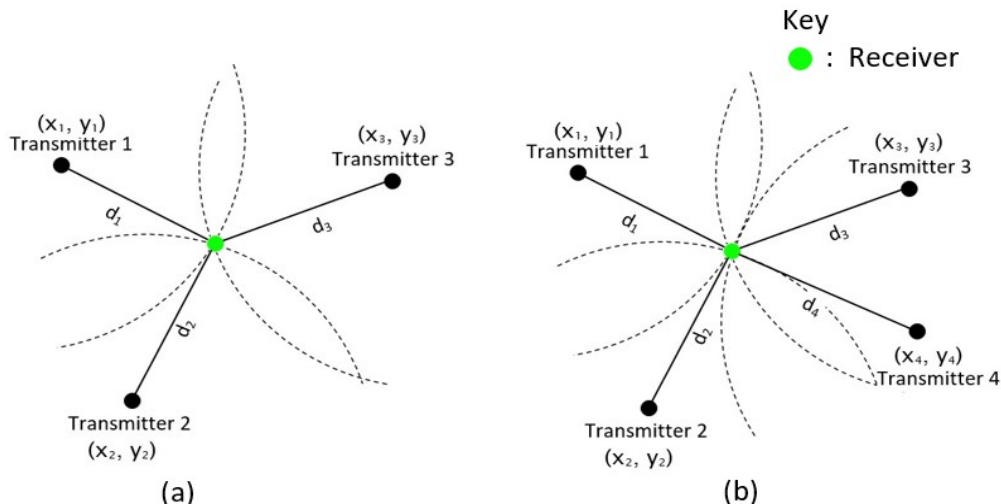 Key
: Receiver
(x₁, y₁)
Transmitter 1
(x₃, y₃)
Transmitter 3
d₁
d₃
d₂
Transmitter 2
(x₂, y₂)
(a)
(x₁, y₁)
Transmitter 1
(x₃, y₃)
Transmitter 3
d₁
d₃
d₂
d₄
(x₄, y₄)
Transmitter 4
Transmitter 2
(x₂, y₂)
(b)